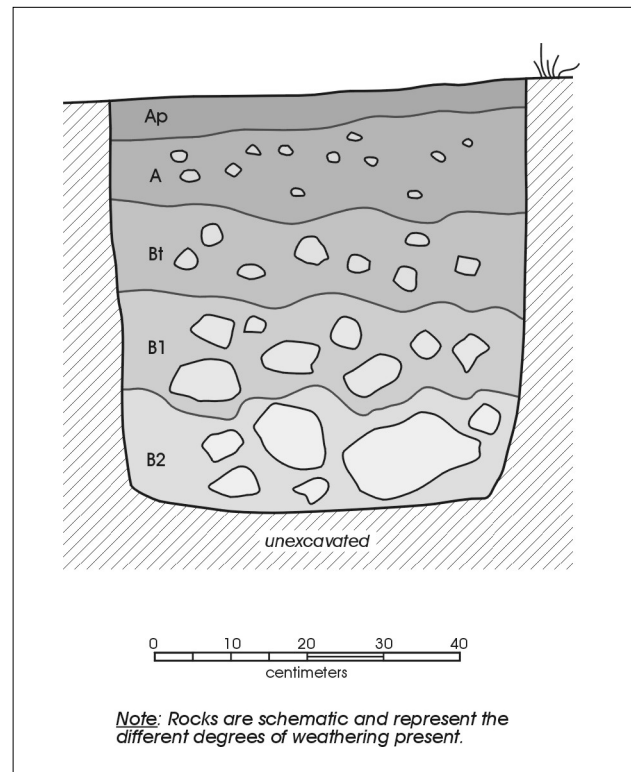 Ap
A
Bt
B1
B2
unexcavated
0 10 20 30 40
centimeters
Note: Rocks are schematic and represent the
different degrees of weathering present.